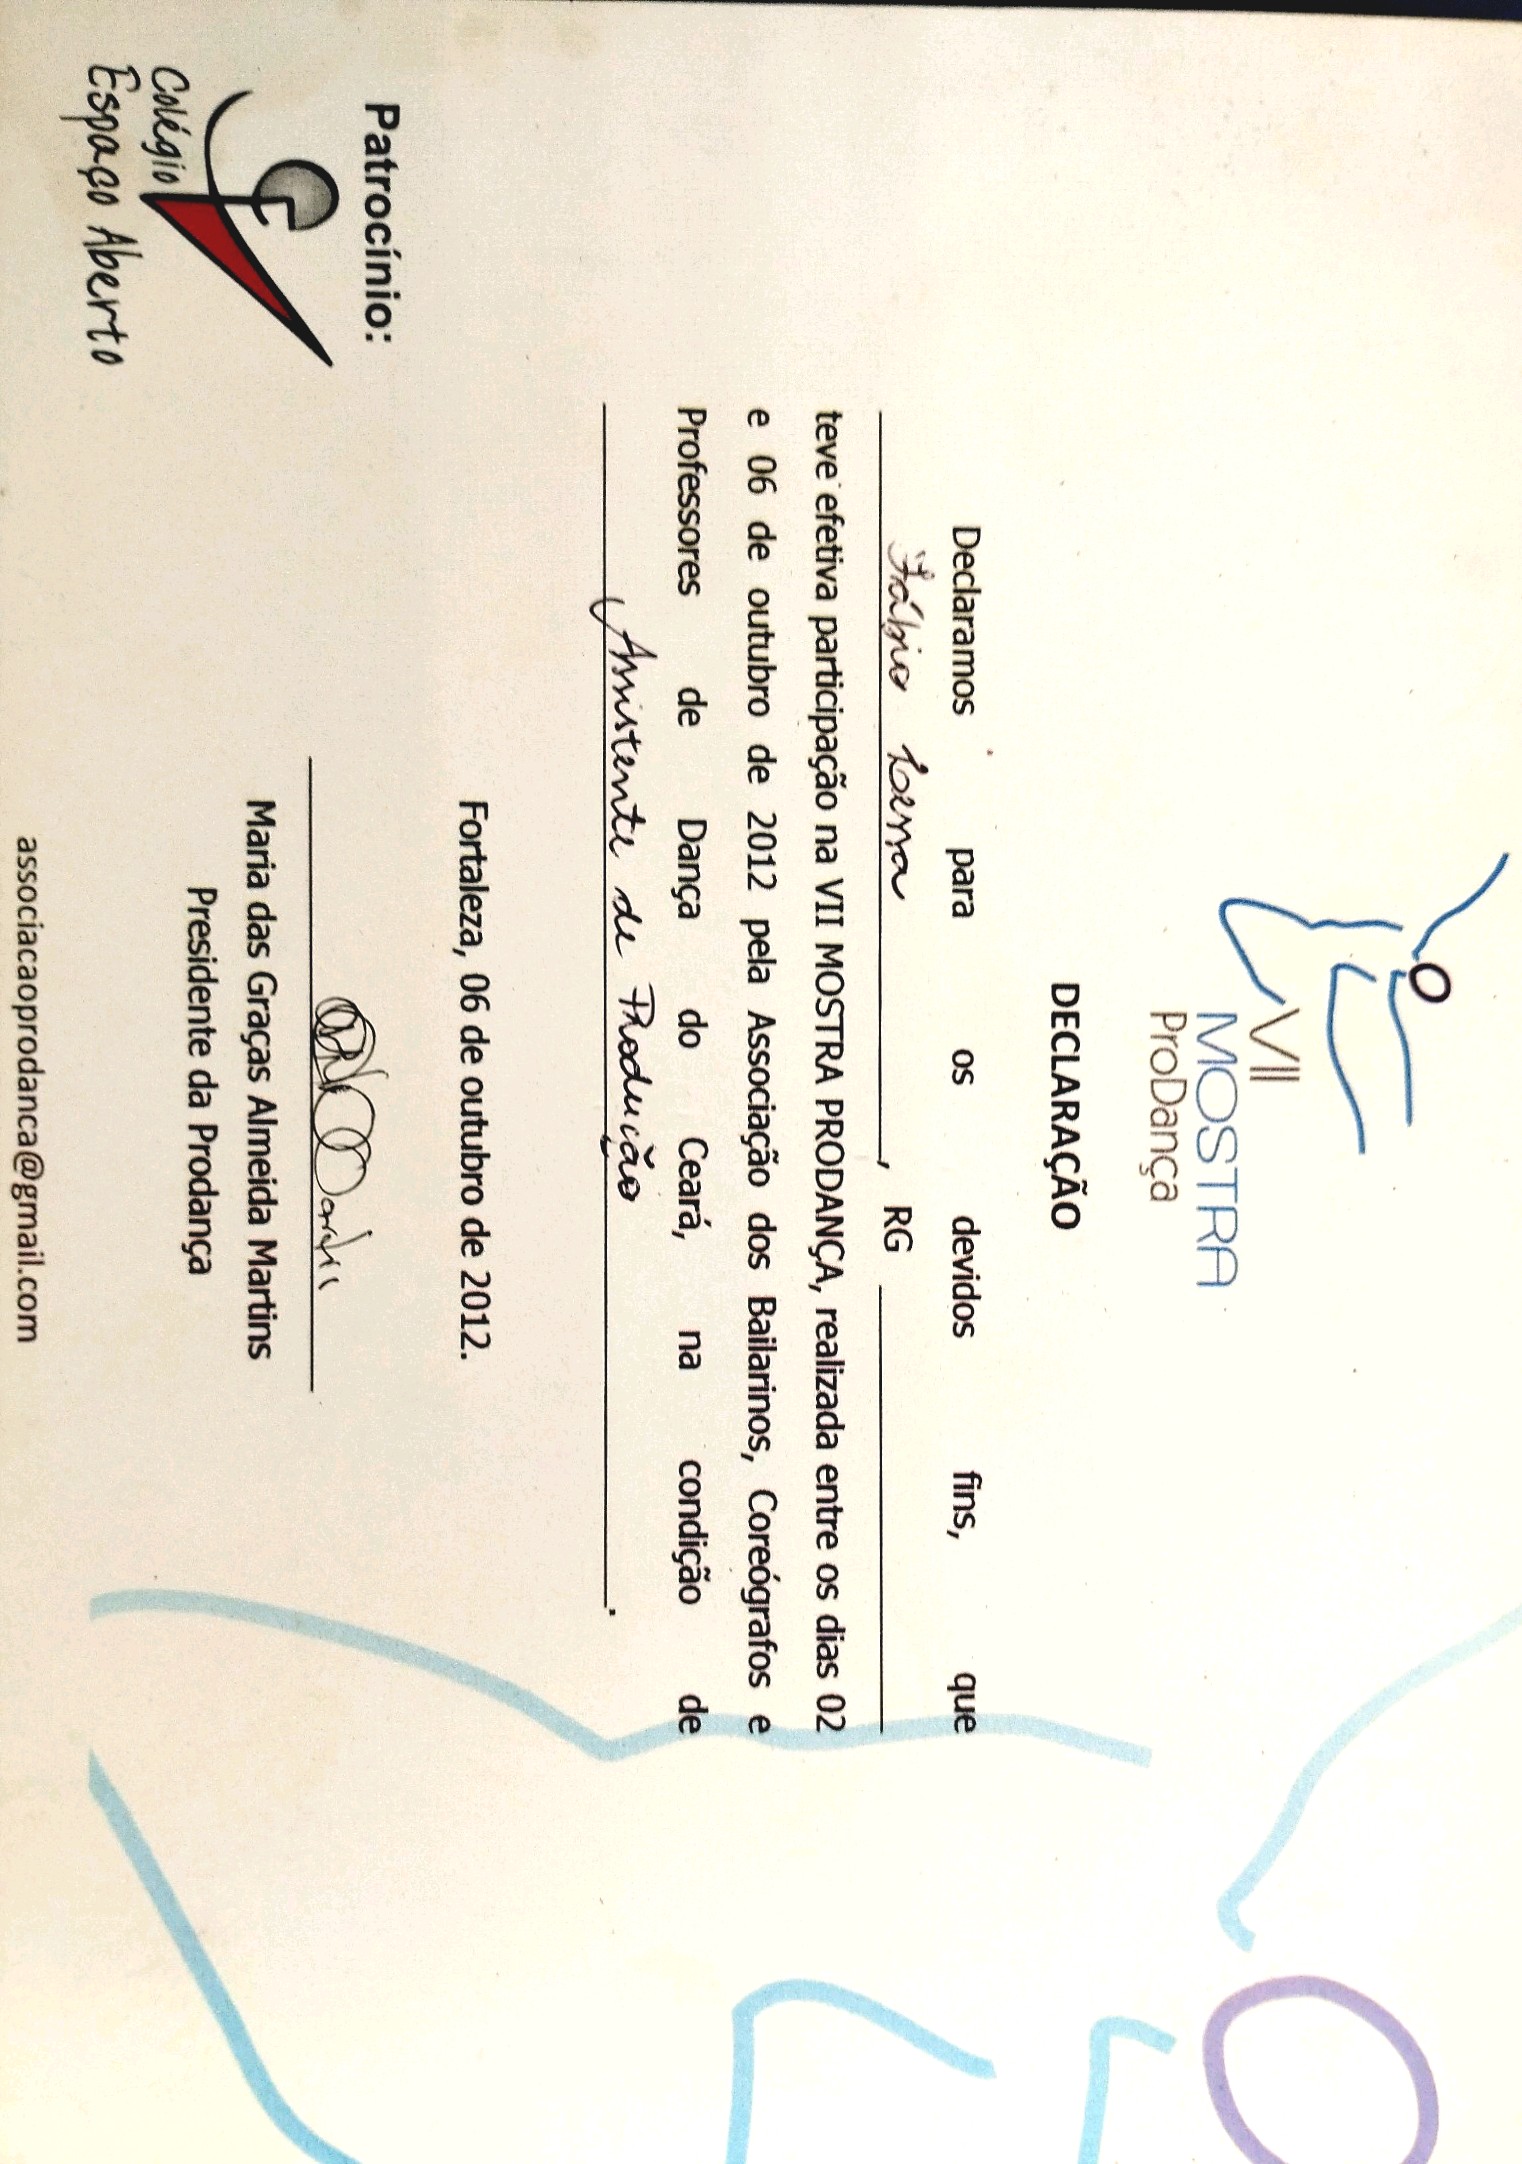 VII
MOSTRA
ProDança
DECLARAÇÃO
Declaramos para os devidos fins, que
Fábio Lessa, RG
teve efetiva participação na VII MOSTRA PRODANÇA, realizada entre os dias 02
e 06 de outubro de 2012 pela Associação dos Bailarinos, Coreógrafos e
Professores de Dança do Ceará, na condição de
Assistente de Produção.
Fortaleza, 06 de outubro de 2012.
Maria das Graças Almeida Martins
Presidente da Prodança
Patrocínio:
Colégio
Espaço Aberto
associacaoprodanca@gmail.com